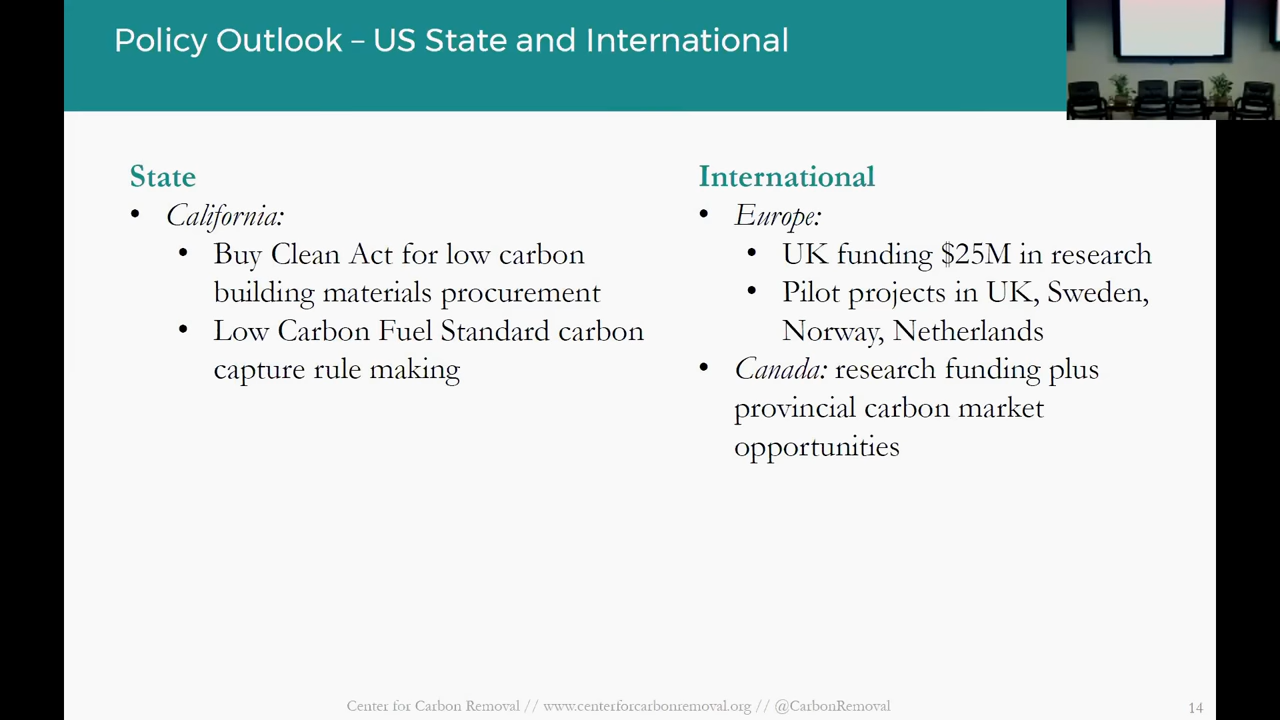 Policy Outlook – US State and International
State
• California:
• Buy Clean Act for low carbon
building materials procurement
• Low Carbon Fuel Standard carbon
capture rule making
International
• Europe:
• UK funding $25M in research
• Pilot projects in UK, Sweden,
Norway, Netherlands
• Canada: research funding plus
provincial carbon market
opportunities
Center for Carbon Removal // www.centerforcarbonremoval.org // @CarbonRemoval
14